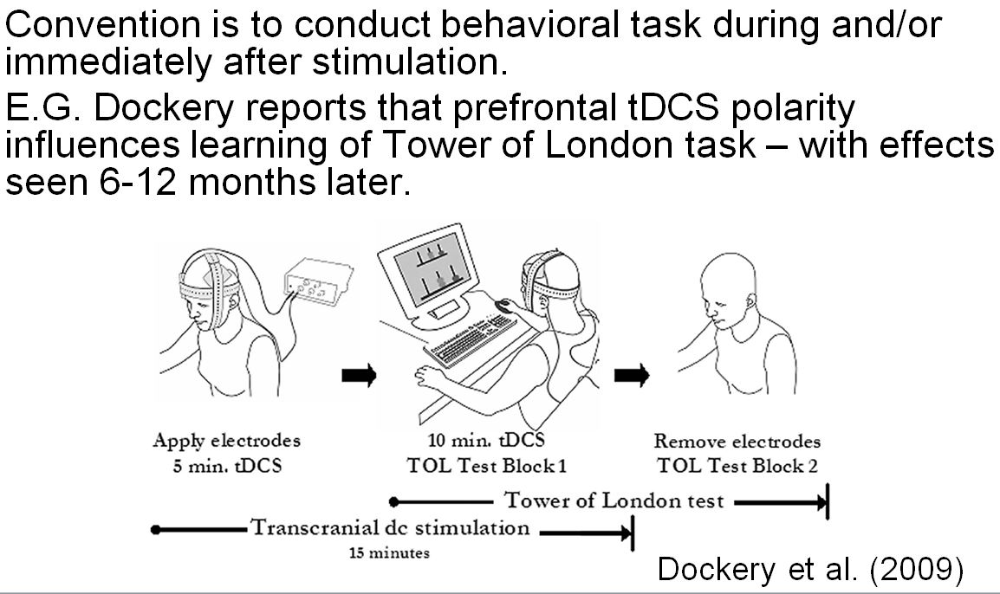 Convention is to conduct behavioral task during and/or
immediately after stimulation.
E.G. Dockery reports that prefrontal tDCS polarity
influences learning of Tower of London task – with effects
seen 6-12 months later.
Apply electrodes
5 min. tDCS
10 min. tDCS
TOL Test Block 1
Remove electrodes
TOL Test Block 2
Tower of London test
Transcranial dc stimulation
15 minutes
Dockery et al. (2009)